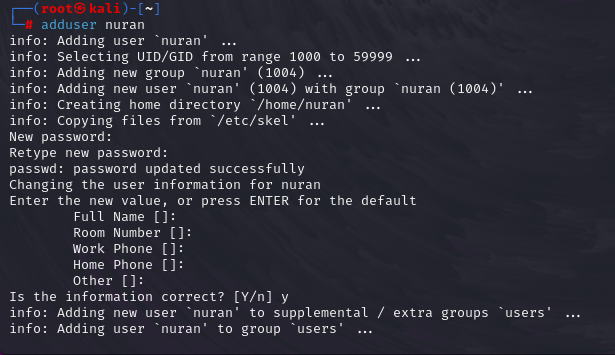 ┌──(root㉿kali)-[~]
└─# adduser nuran
info: Adding user `nuran' ...
info: Selecting UID/GID from range 1000 to 59999 ...
info: Adding new group `nuran' (1004) ...
info: Adding new user `nuran' (1004) with group `nuran (1004)' ...
info: Creating home directory `/home/nuran' ...
info: Copying files from `/etc/skel' ...
New password:
Retype new password:
passwd: password updated successfully
Changing the user information for nuran
Enter the new value, or press ENTER for the default
        Full Name []:
        Room Number []:
        Work Phone []:
        Home Phone []:
        Other []:
Is the information correct? [Y/n] y
info: Adding new user `nuran' to supplemental / extra groups `users' ...
info: Adding user `nuran' to group `users' ...